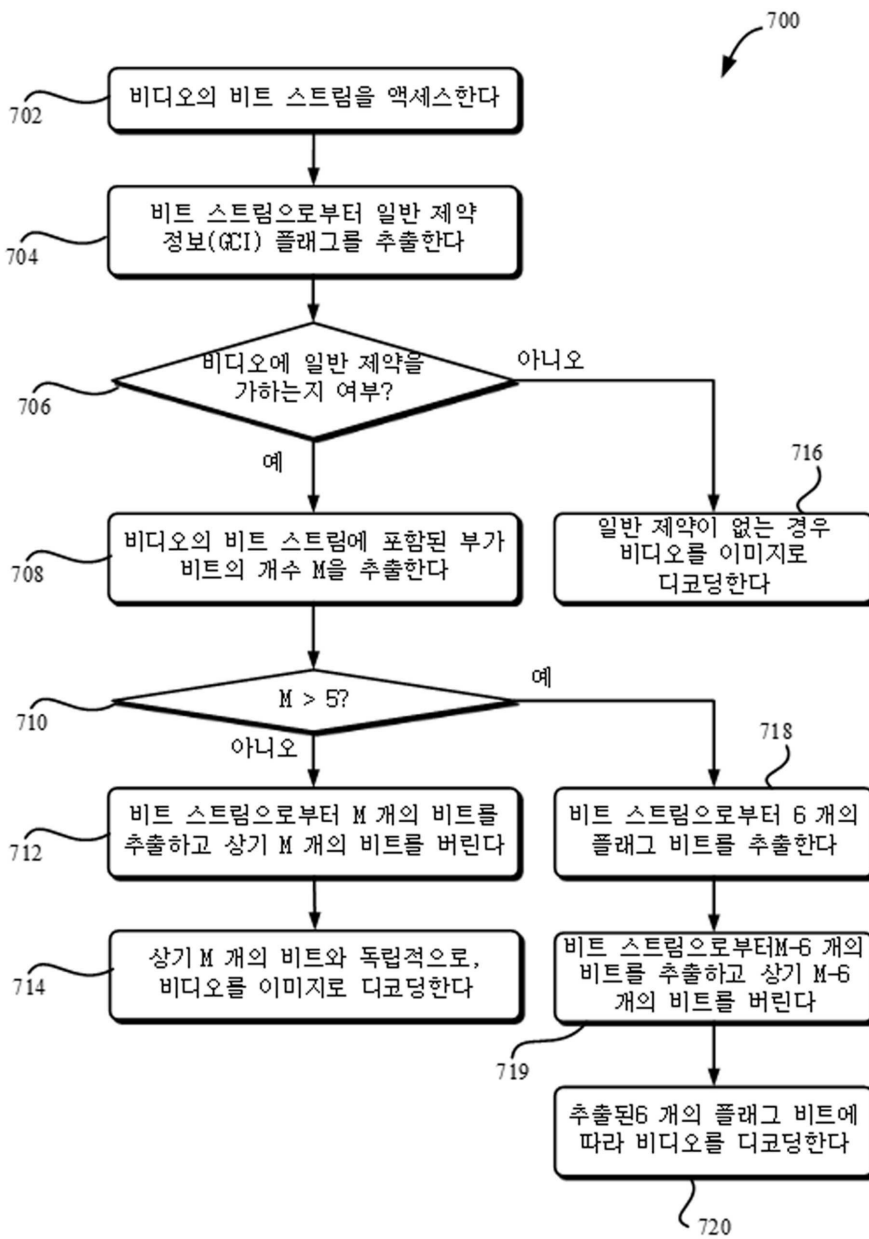 700
702
비디오의 비트 스트림을 액세스한다
704
비트 스트림으로부터 일반 제약
정보(GCI) 플래그를 추출한다
706
비디오에 일반 제약을
가하는지 여부?
아니오
예
716
일반 제약이 없는 경우
비디오를 이미지로
디코딩한다
708
비디오의 비트 스트림에 포함된 부가
비트의 개수 M을 추출한다
710
M > 5?
예
아니오
712
비트 스트림으로부터 M 개의 비트를
추출하고 상기 M 개의 비트를 버린다
714
상기 M 개의 비트와 독립적으로,
비디오를 이미지로 디코딩한다
718
비트 스트림으로부터 6 개의
플래그 비트를 추출한다
비트 스트림으로부터M-6 개의
비트를 추출하고 상기 M-6
개의 비트를 버린다
719
추출된6 개의 플래그 비트에
따라 비디오를 디코딩한다
720